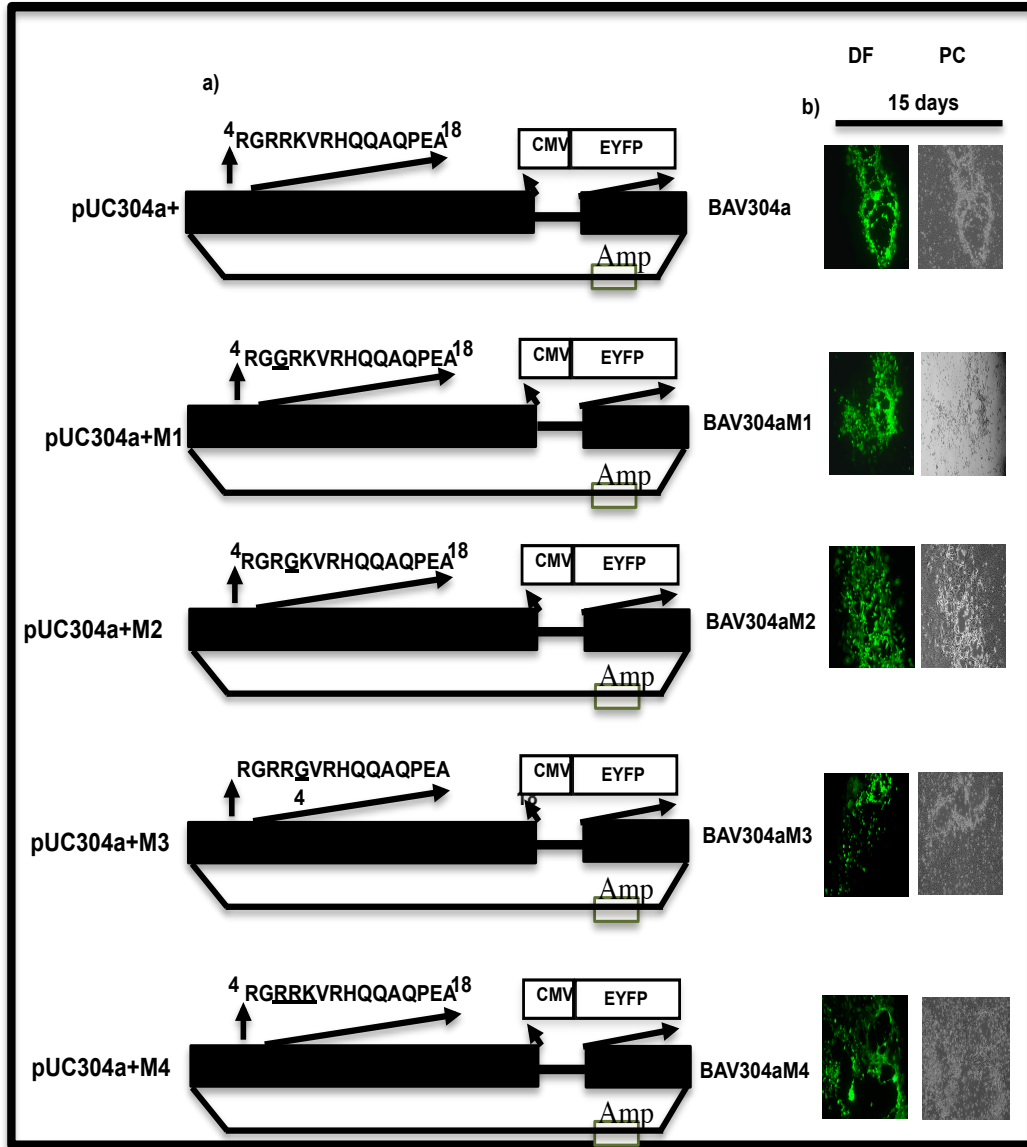 DF PC
a)
b) 15 days
4RGRRKVRHQQAQPEA18
CMV EYFP
pUC304a+
BAV304a
Amp
4RGGRKVRHQQAQPEA18
CMV EYFP
pUC304a+M1
BAV304aM1
Amp
4RGRGKVRHQQAQPEA18
CMV EYFP
pUC304a+M2
BAV304aM2
Amp
RGRRGVRHQQAQPEA
CMV EYFP
4
pUC304a+M3
BAV304aM3
Amp
4RGRRKVRHQQAQPEA18
CMV EYFP
pUC304a+M4
BAV304aM4
Amp